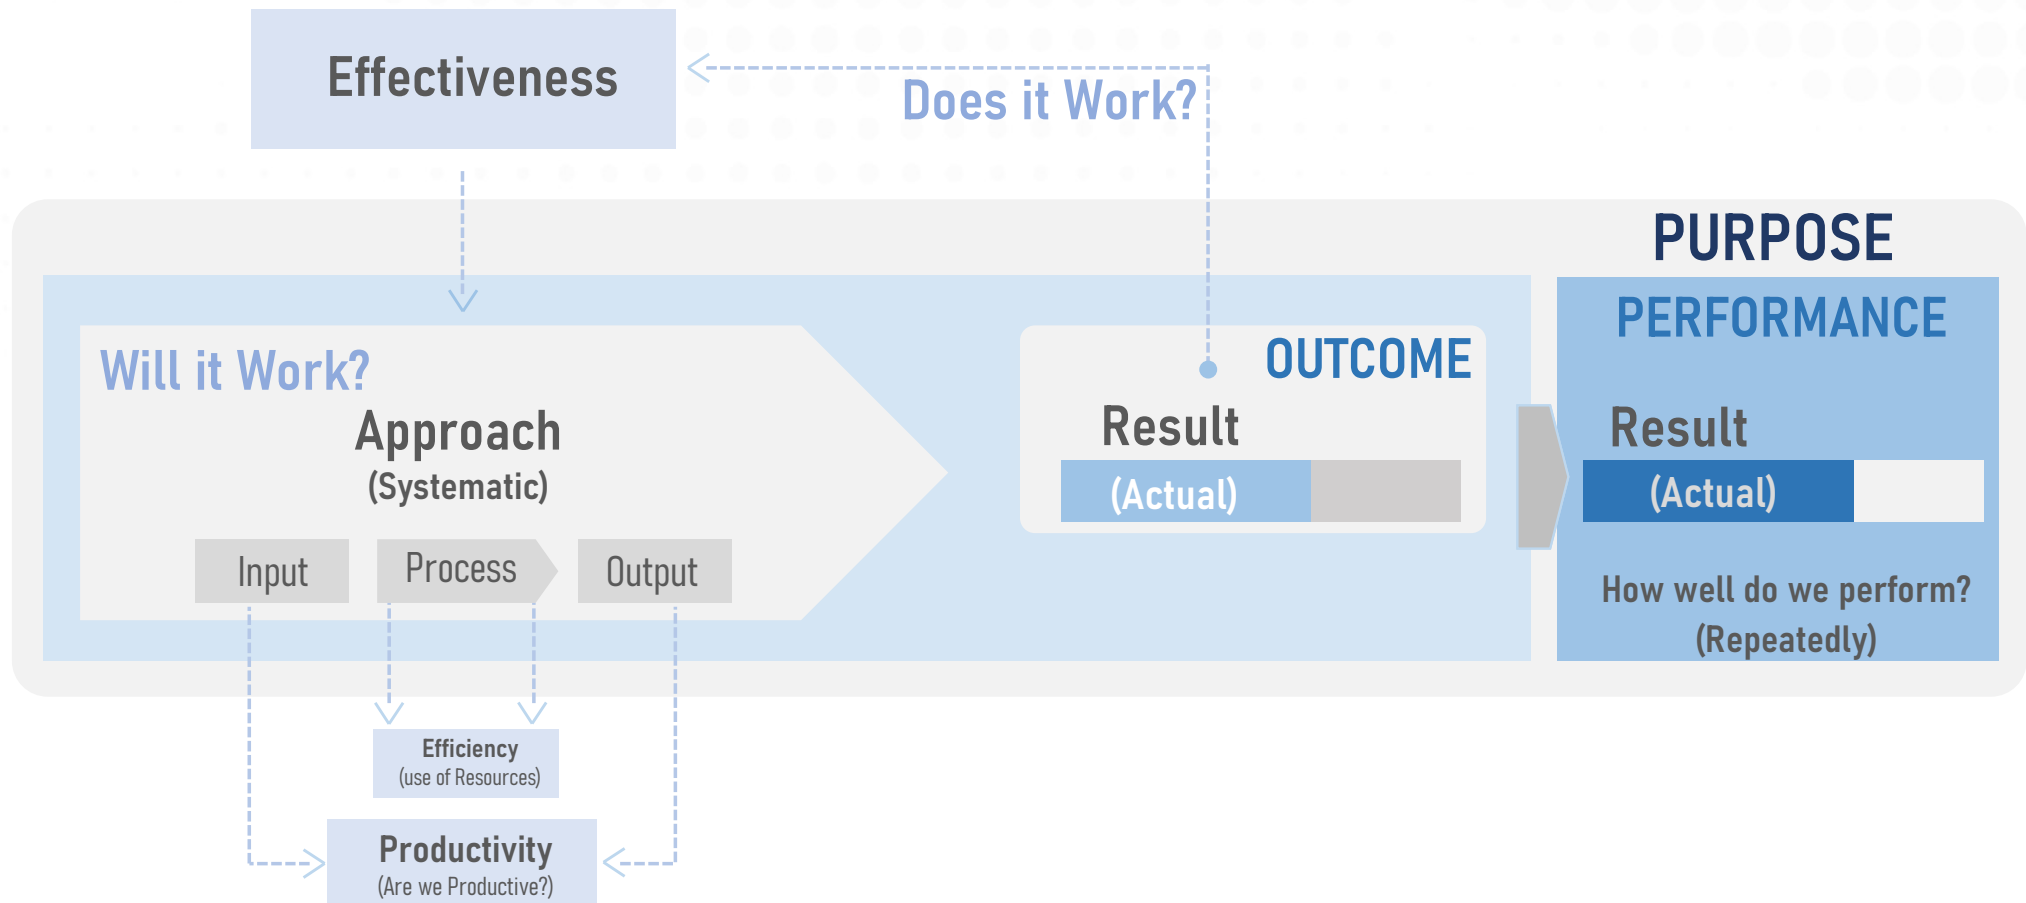 Effectiveness
Does it Work?
PURPOSE
PERFORMANCE
Will it Work?
OUTCOME
Approach
(Systematic)
Result
(Actual)
Result
(Actual)
Input
Process
Output
How well do we perform?
(Repeatedly)
Efficiency
(use of Resources)
Productivity
(Are we Productive?)